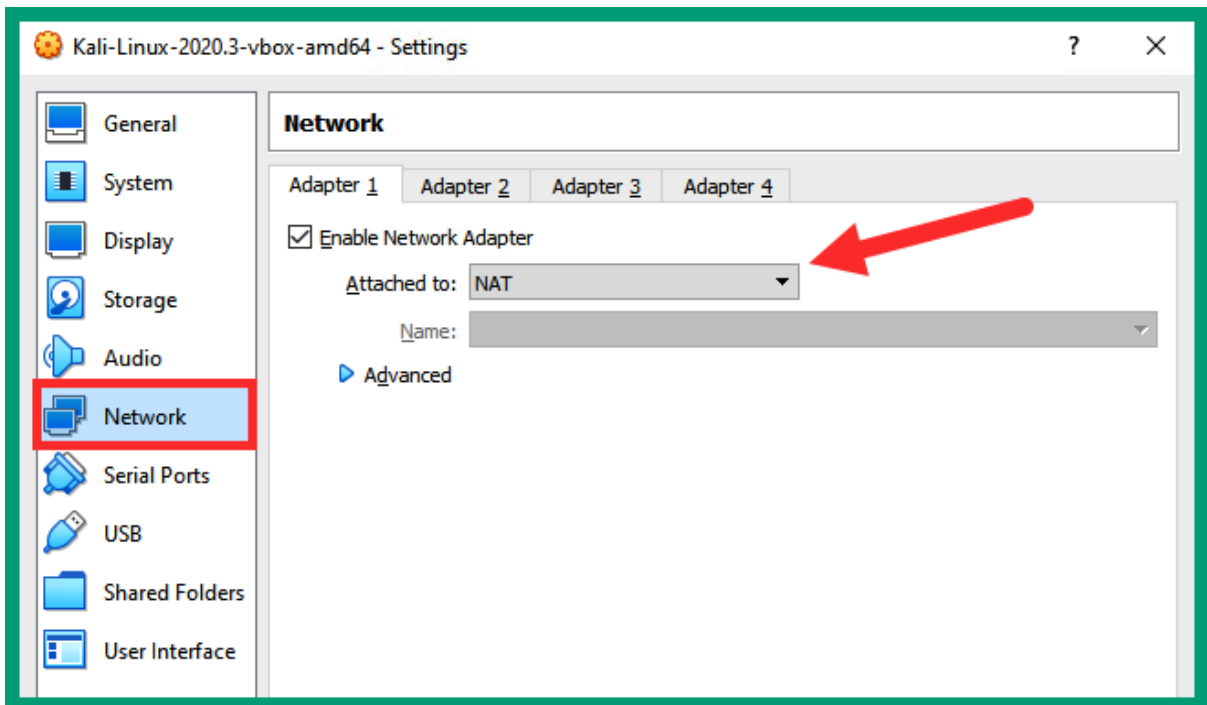 Kali-Linux-2020.3-vbox-amd64 - Settings
?
General
System
Display
Storage
Audio
Network
Serial Ports
USB
Shared Folders
User Interface
Network
Adapter 1 Adapter 2 Adapter 3 Adapter 4
Enable Network Adapter
Attached to: NAT
Name:
Advanced